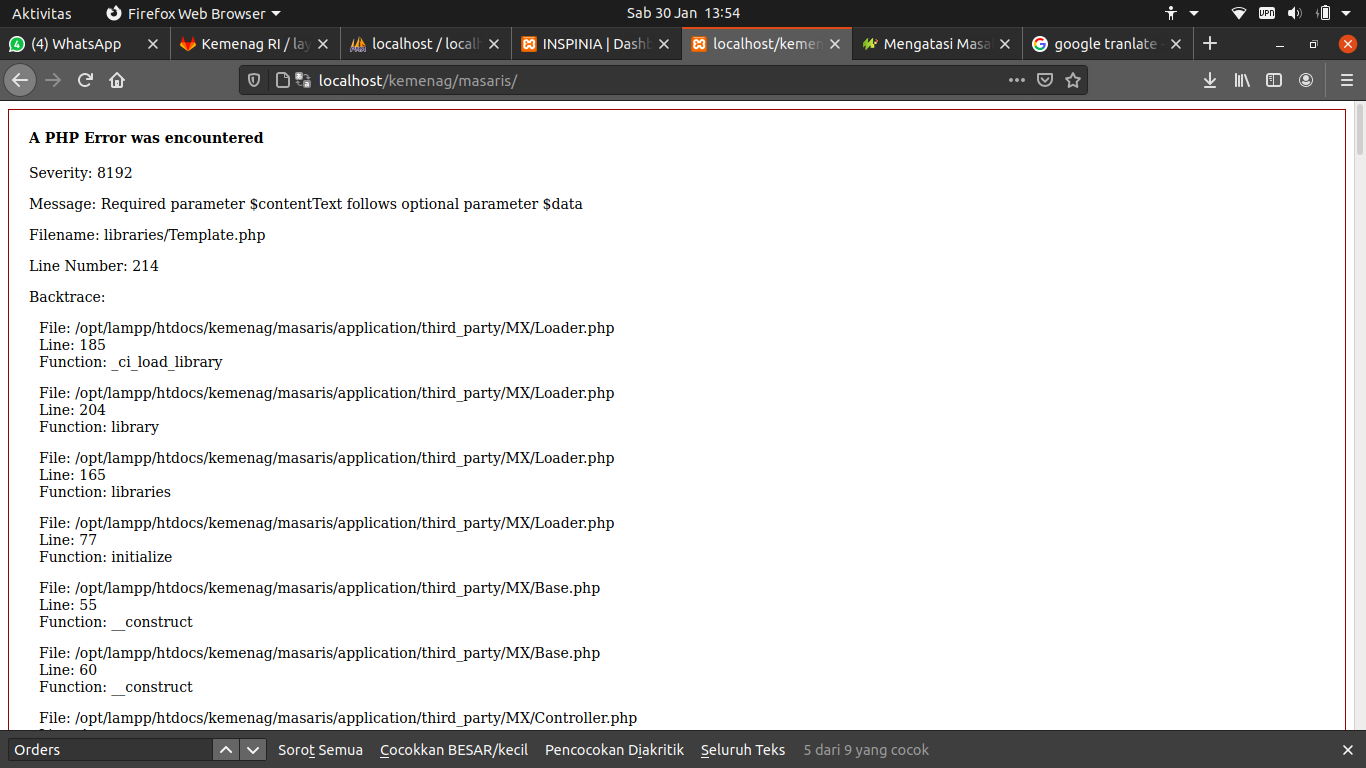 Aktivitas
Firefox Web Browser
Sab 30 Jan 13:54
VPN
(4) WhatsApp
Kemenag RI / lay
localhost / localh
INSPINIA | Dashb
localhost/kemen
Mengatasi Masal
google tranlate -
localhost/kemenag/masaris/
A PHP Error was encountered
Severity: 8192
Message: Required parameter $contentText follows optional parameter $data
Filename: libraries/Template.php
Line Number: 214
Backtrace:
File: /opt/lampp/htdocs/kemenag/masaris/application/third_party/MX/Loader.php
Line: 185
Function: _ci_load_library
File: /opt/lampp/htdocs/kemenag/masaris/application/third_party/MX/Loader.php
Line: 204
Function: library
File: /opt/lampp/htdocs/kemenag/masaris/application/third_party/MX/Loader.php
Line: 165
Function: libraries
File: /opt/lampp/htdocs/kemenag/masaris/application/third_party/MX/Loader.php
Line: 77
Function: initialize
File: /opt/lampp/htdocs/kemenag/masaris/application/third_party/MX/Base.php
Line: 55
Function: __construct
File: /opt/lampp/htdocs/kemenag/masaris/application/third_party/MX/Base.php
Line: 60
Function: __construct
File: /opt/lampp/htdocs/kemenag/masaris/application/third_party/MX/Controller.php
Orders
Sorot Semua
Cocokkan BESAR/kecil
Pencocokan Diakritik
Seluruh Teks
5 dari 9 yang cocok